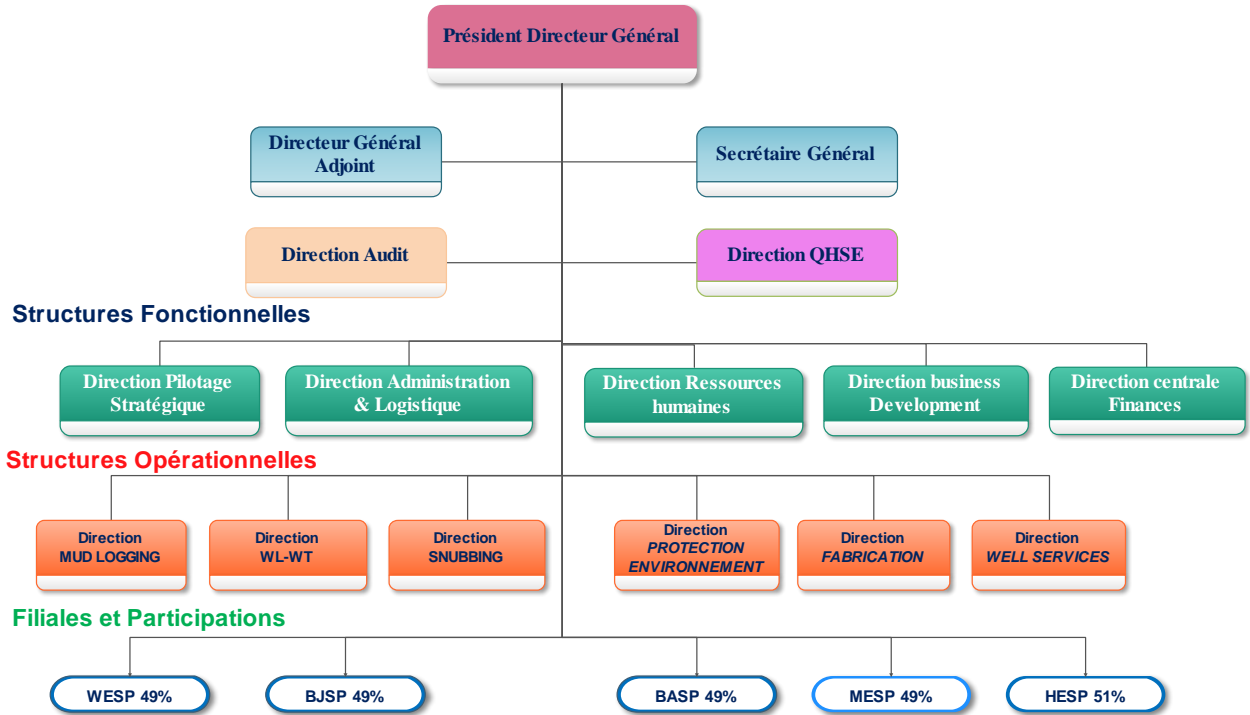 Président Directeur Général
Directeur Général
Adjoint
Secrétaire Général
Direction Audit
Direction QHSE
Structures Fonctionnelles
Direction Pilotage
Stratégique
Direction Administration
& Logistique
Direction Ressources
humaines
Direction business
Development
Direction centrale
Finances
Structures Opérationnelles
Direction
MUD LOGGING
Direction
WL-WT
Direction
SNUBBING
Direction
PROTECTION
ENVIRONNEMENT
Direction
FABRICATION
Direction
WELL SERVICES
Filiales et Participations
WESP 49%
BJSP 49%
BASP 49%
MESP 49%
HESP 51%